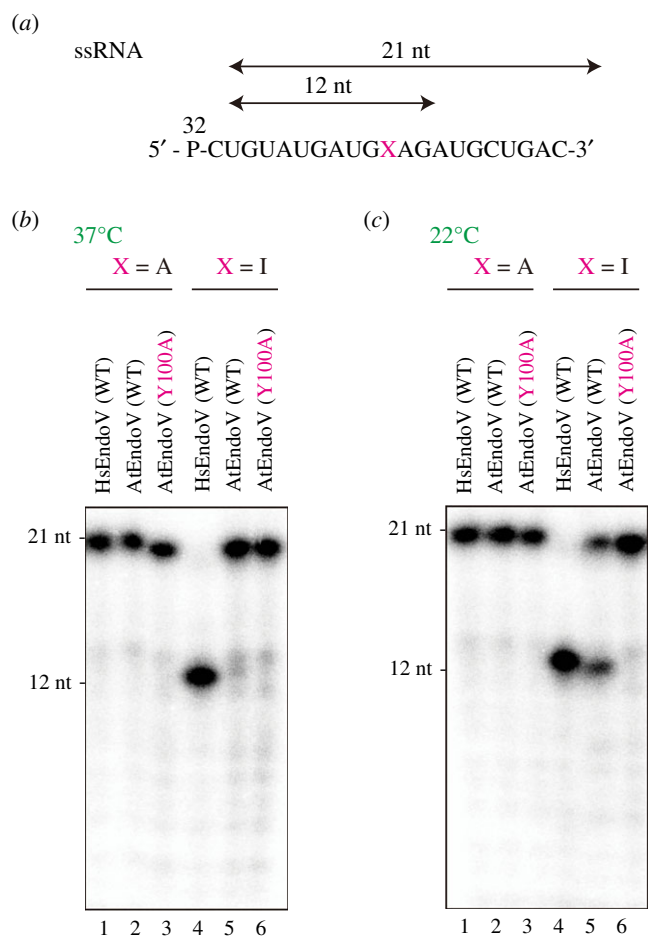 (a)
ssRNA
21 nt
12 nt
32
5′ - P-CUGUAUGAUGXAGAUGCUGAC-3′
(b)
37°C
X = A X = I
HsEndoV (WT)
AtEndoV (WT)
AtEndoV (Y100A)
HsEndoV (WT)
AtEndoV (WT)
AtEndoV (Y100A)
21 nt
12 nt
1 2 3 4 5 6
(c)
22°C
X = A X = I
HsEndoV (WT)
AtEndoV (WT)
AtEndoV (Y100A)
HsEndoV (WT)
AtEndoV (WT)
AtEndoV (Y100A)
21 nt
12 nt
1 2 3 4 5 6